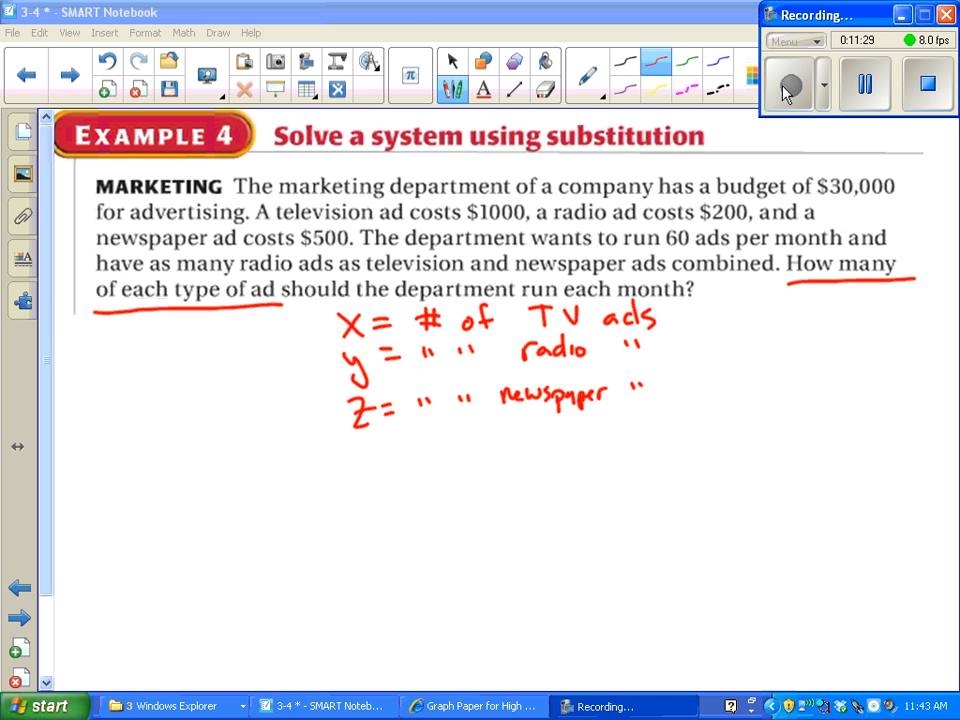 3-4 * - SMART Notebook
Recording...
File Edit View Insert Format Math Draw Help
Menu 0:11:29 8.0 fps
π
A
EXAMPLE 4 Solve a system using substitution
MARKETING The marketing department of a company has a budget of $30,000
for advertising. A television ad costs $1000, a radio ad costs $200, and a
newspaper ad costs $500. The department wants to run 60 ads per month and
have as many radio ads as television and newspaper ads combined. How many
of each type of ad should the department run each month?
x = # of TV ads
y = " " radio "
z = " " newspaper "
start 3 Windows Explorer 3-4 * - SMART Noteb... Graph Paper for High ... Recording... 11:43 AM